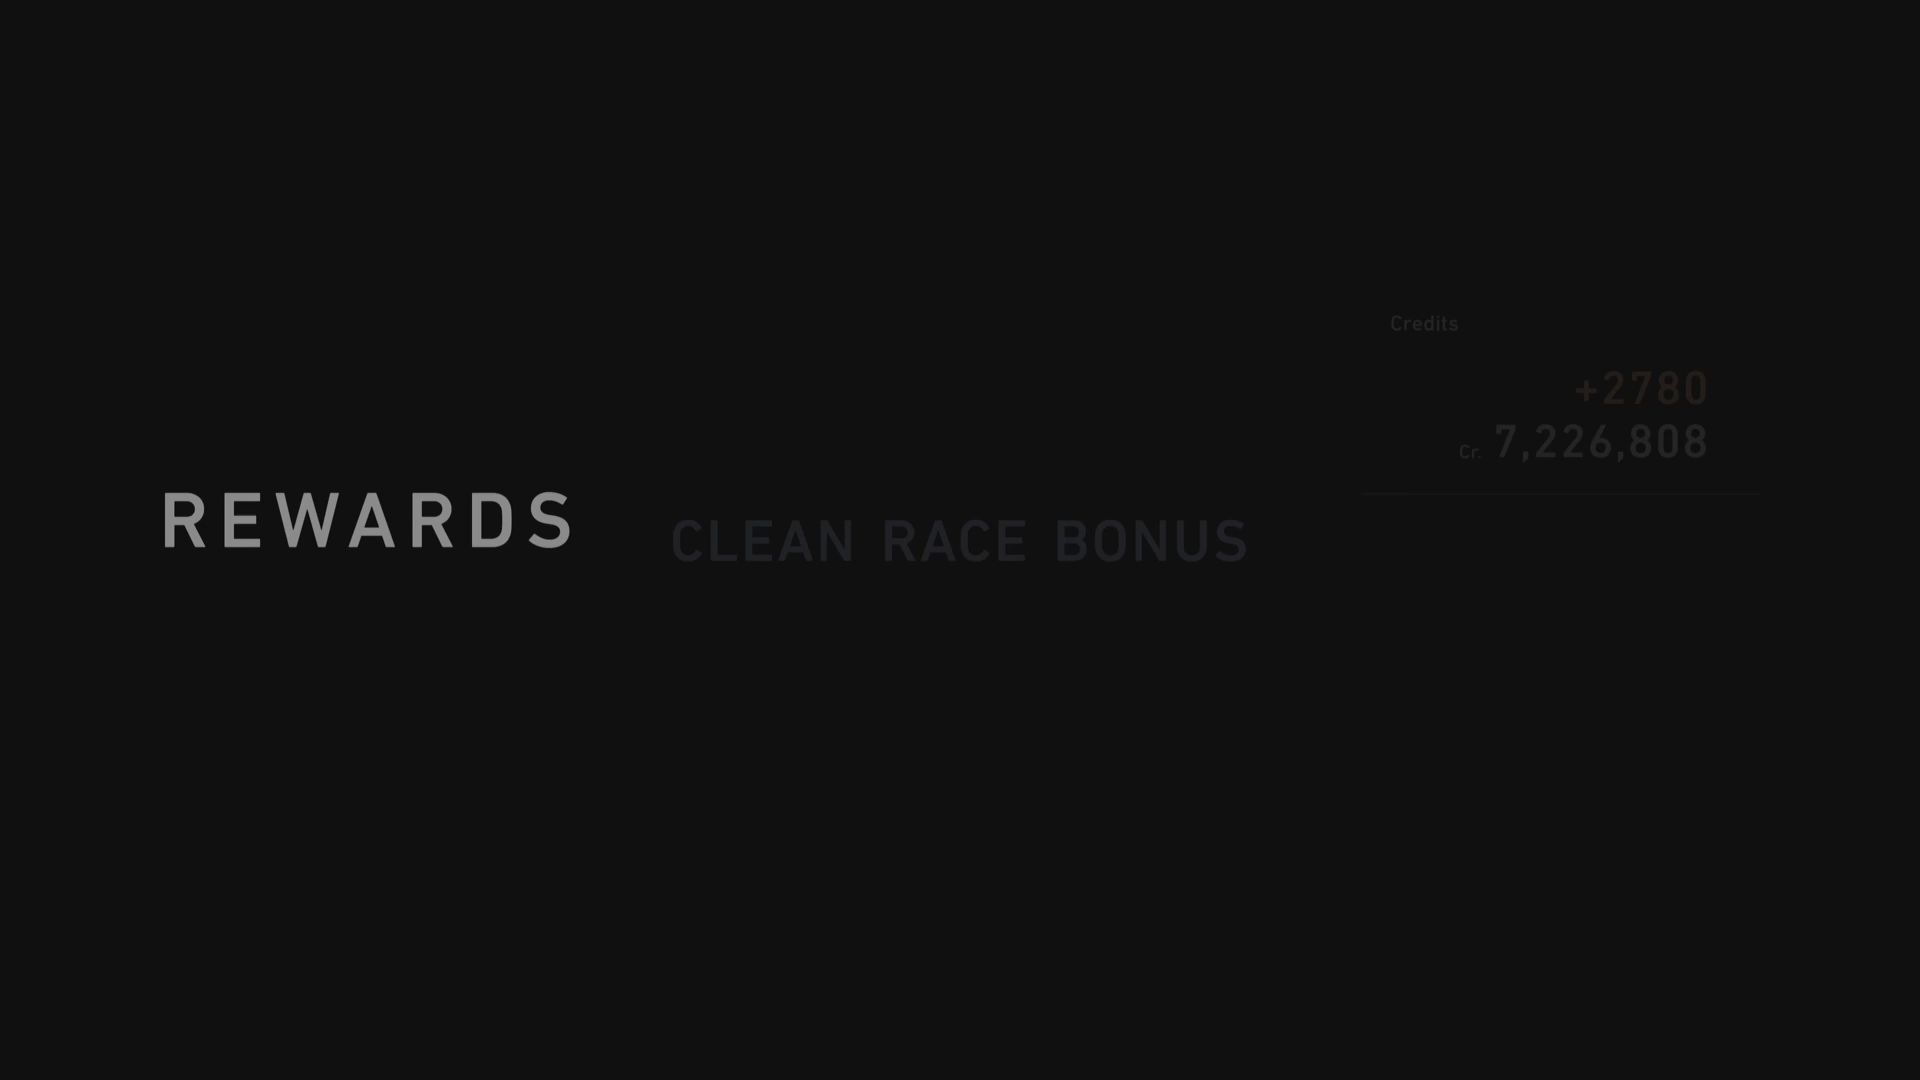 REWARDS
CLEAN RACE BONUS
Credits
+2780
Cr. 7,226,808